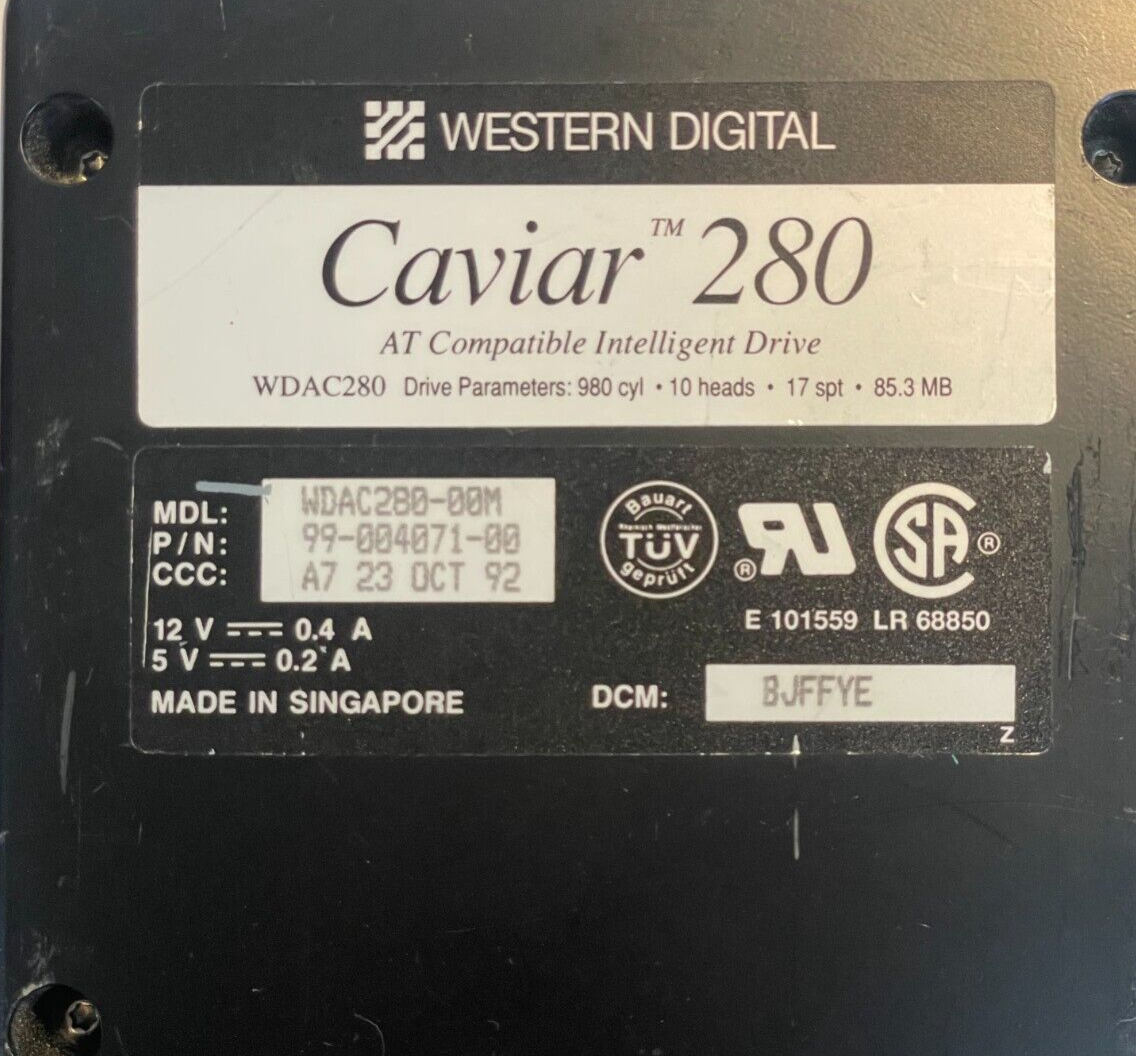 WESTERN DIGITAL
Caviar™ 280
AT Compatible Intelligent Drive
WDAC280 Drive Parameters: 980 cyl • 10 heads • 17 spt • 85.3 MB
MDL: WDAC280-00M
P/N: 99-004071-00
CCC: A7 23 OCT 92
Bauart
TÜV
geprüft
RU ®
SA ®
E 101559 LR 68850
12 V 0.4 A
5 V 0.2 A
MADE IN SINGAPORE
DCM: BJFFYE
Z